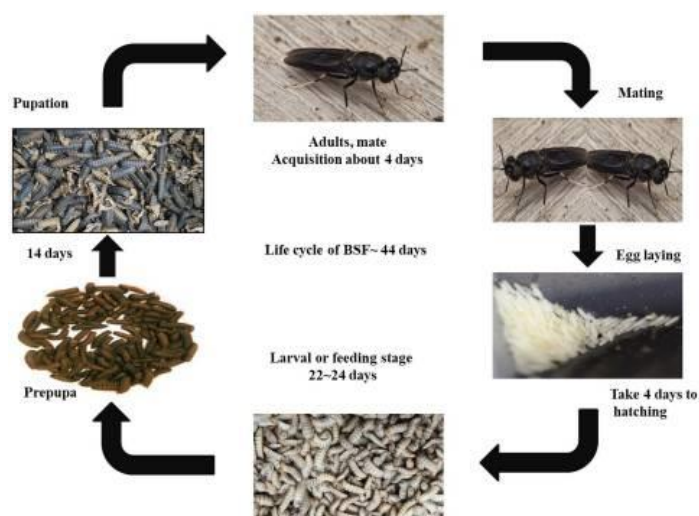 Pupation
Mating
Adults, mate
Acquisition about 4 days
14 days
Life cycle of BSF~ 44 days
Egg laying
Larval or feeding stage
22~24 days
Prepupa
Take 4 days to
hatching